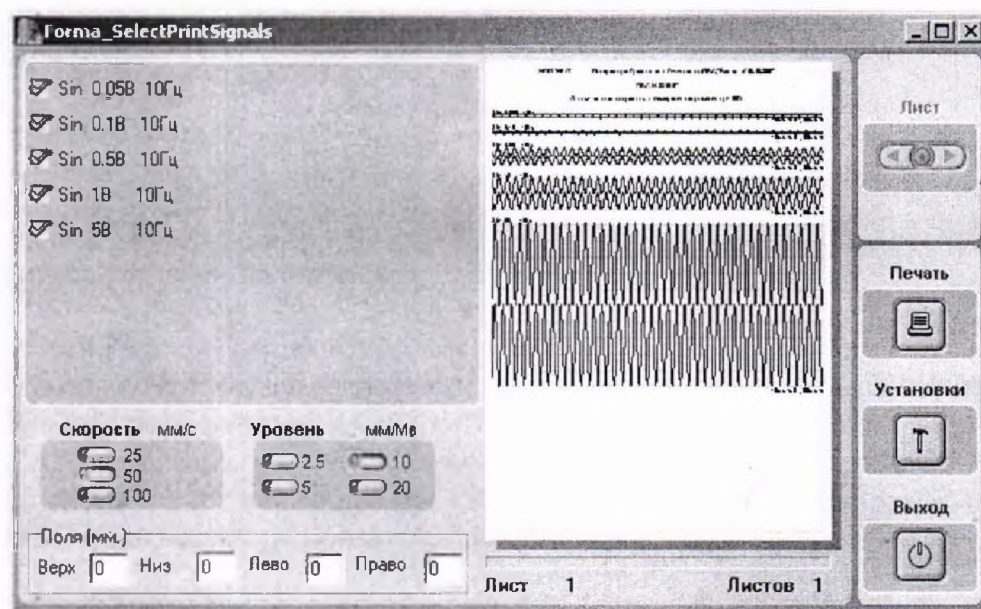 Forma_SelectPrintSignals
Sin 0.05В 10Гц
Sin 0.1В 10Гц
Sin 0.5В 10Гц
Sin 1В 10Гц
Sin 5В 10Гц
Скорость мм/с
25
50
100
Уровень мм/Мв
2.5 10
5 20
Поля (мм.)
Верх 0 Низ 0 Лево 0 Право 0
Лист 1 Листов 1
Лист
Печать
Установки
Выход